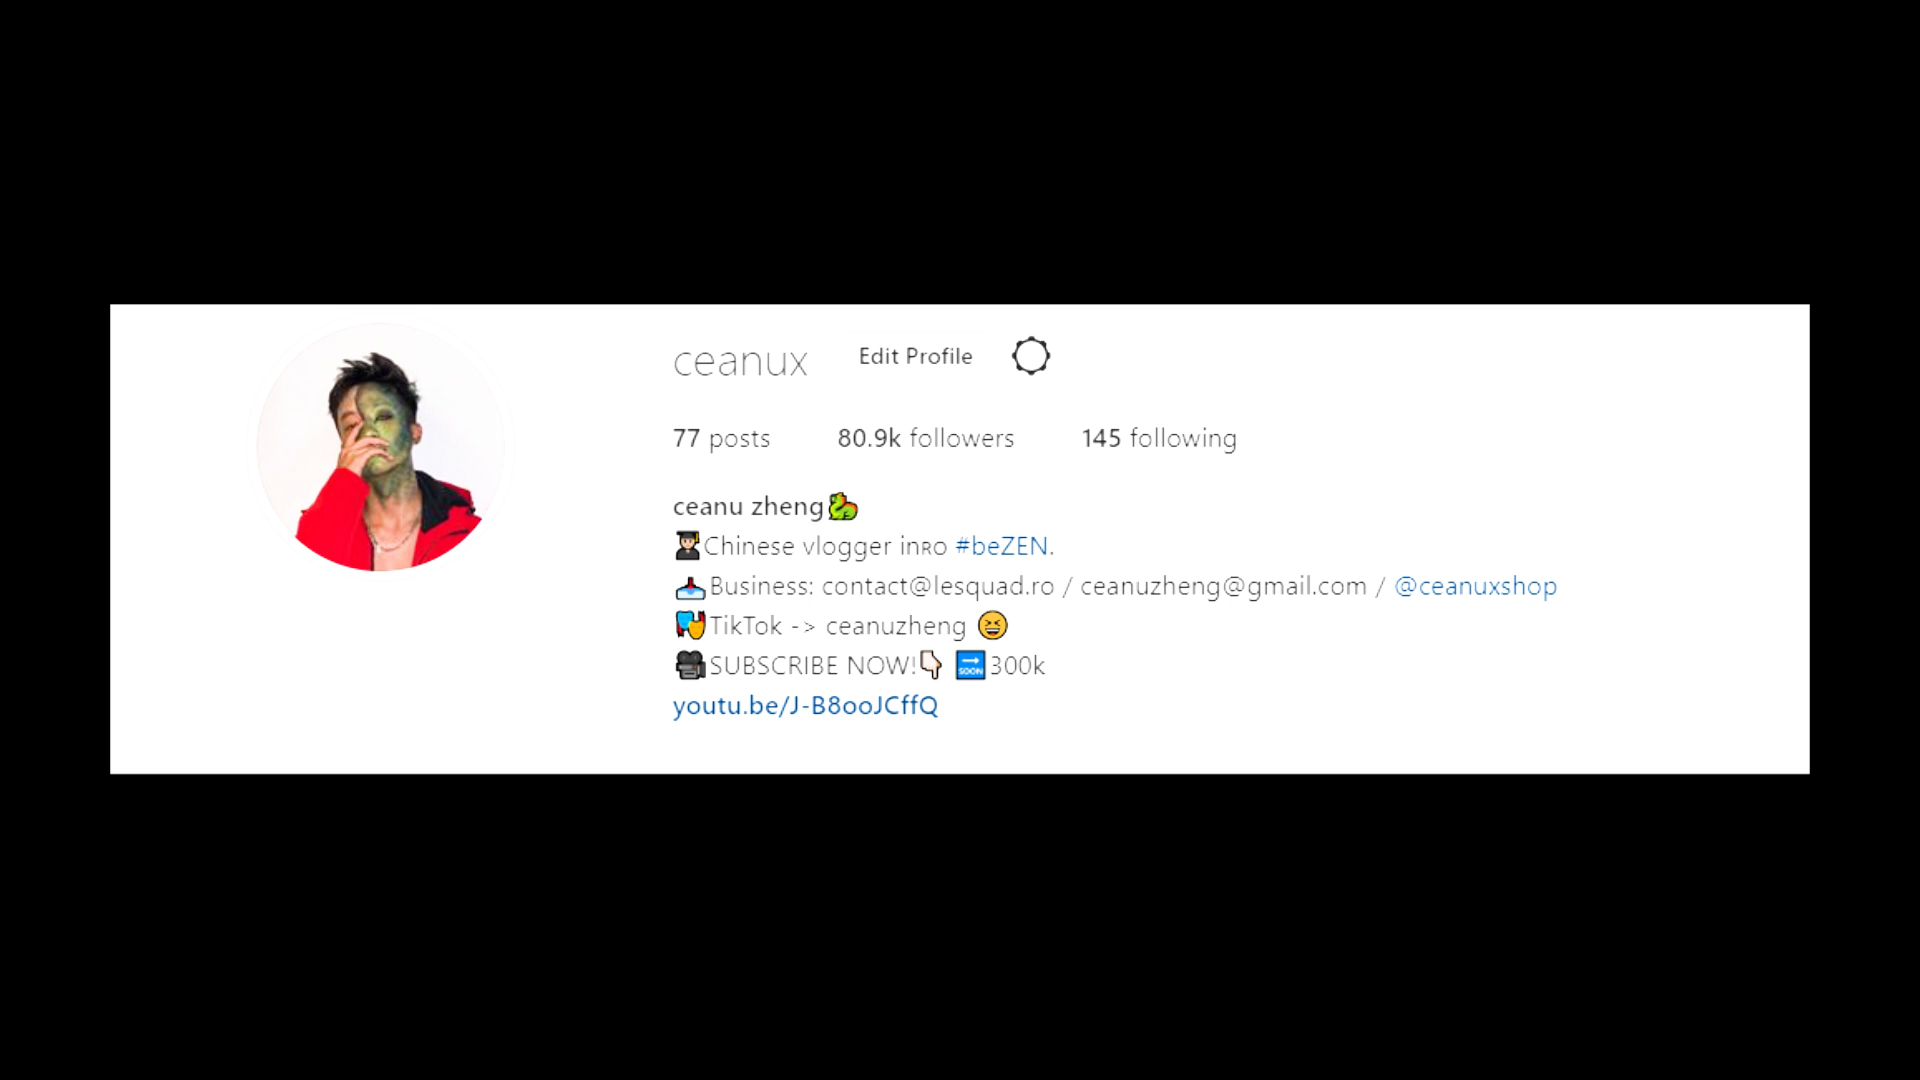 ceanux Edit Profile
77 posts 80.9k followers 145 following
ceanu zheng🐉
👨🏻‍🎓Chinese vlogger inʀᴏ #beZEN.
📥Business: contact@lesquad.ro / ceanuzheng@gmail.com / @ceanuxshop
🎭TikTok -> ceanuzheng 😆
🎥SUBSCRIBE NOW!👇🏻 🔜300k
youtu.be/J-B8ooJCffQ